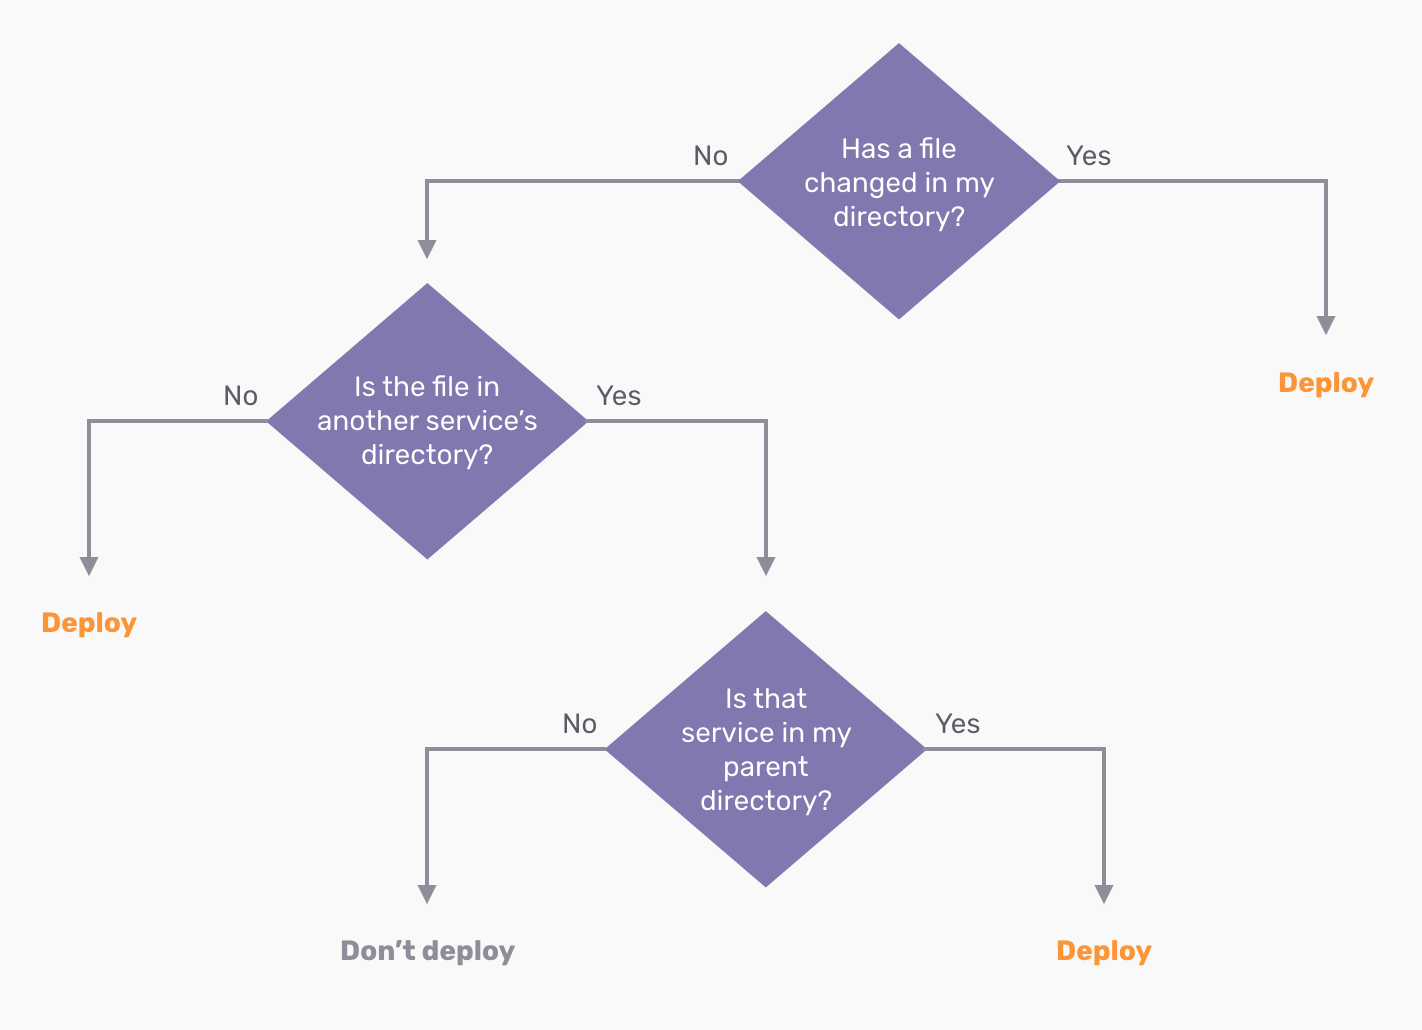 Has a file
changed in my
directory?
No
Yes
Deploy
Is the file in
another service’s
directory?
No
Yes
Deploy
Is that
service in my
parent
directory?
No
Yes
Don’t deploy
Deploy